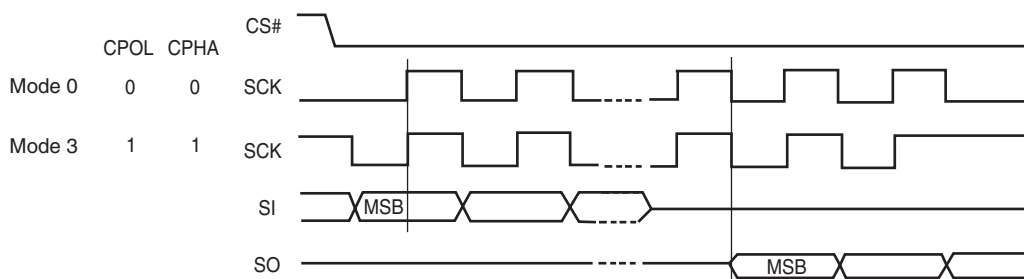 CS#
CPOL CPHA
Mode 0 0 0 SCK
Mode 3 1 1 SCK
SI MSB
SO MSB